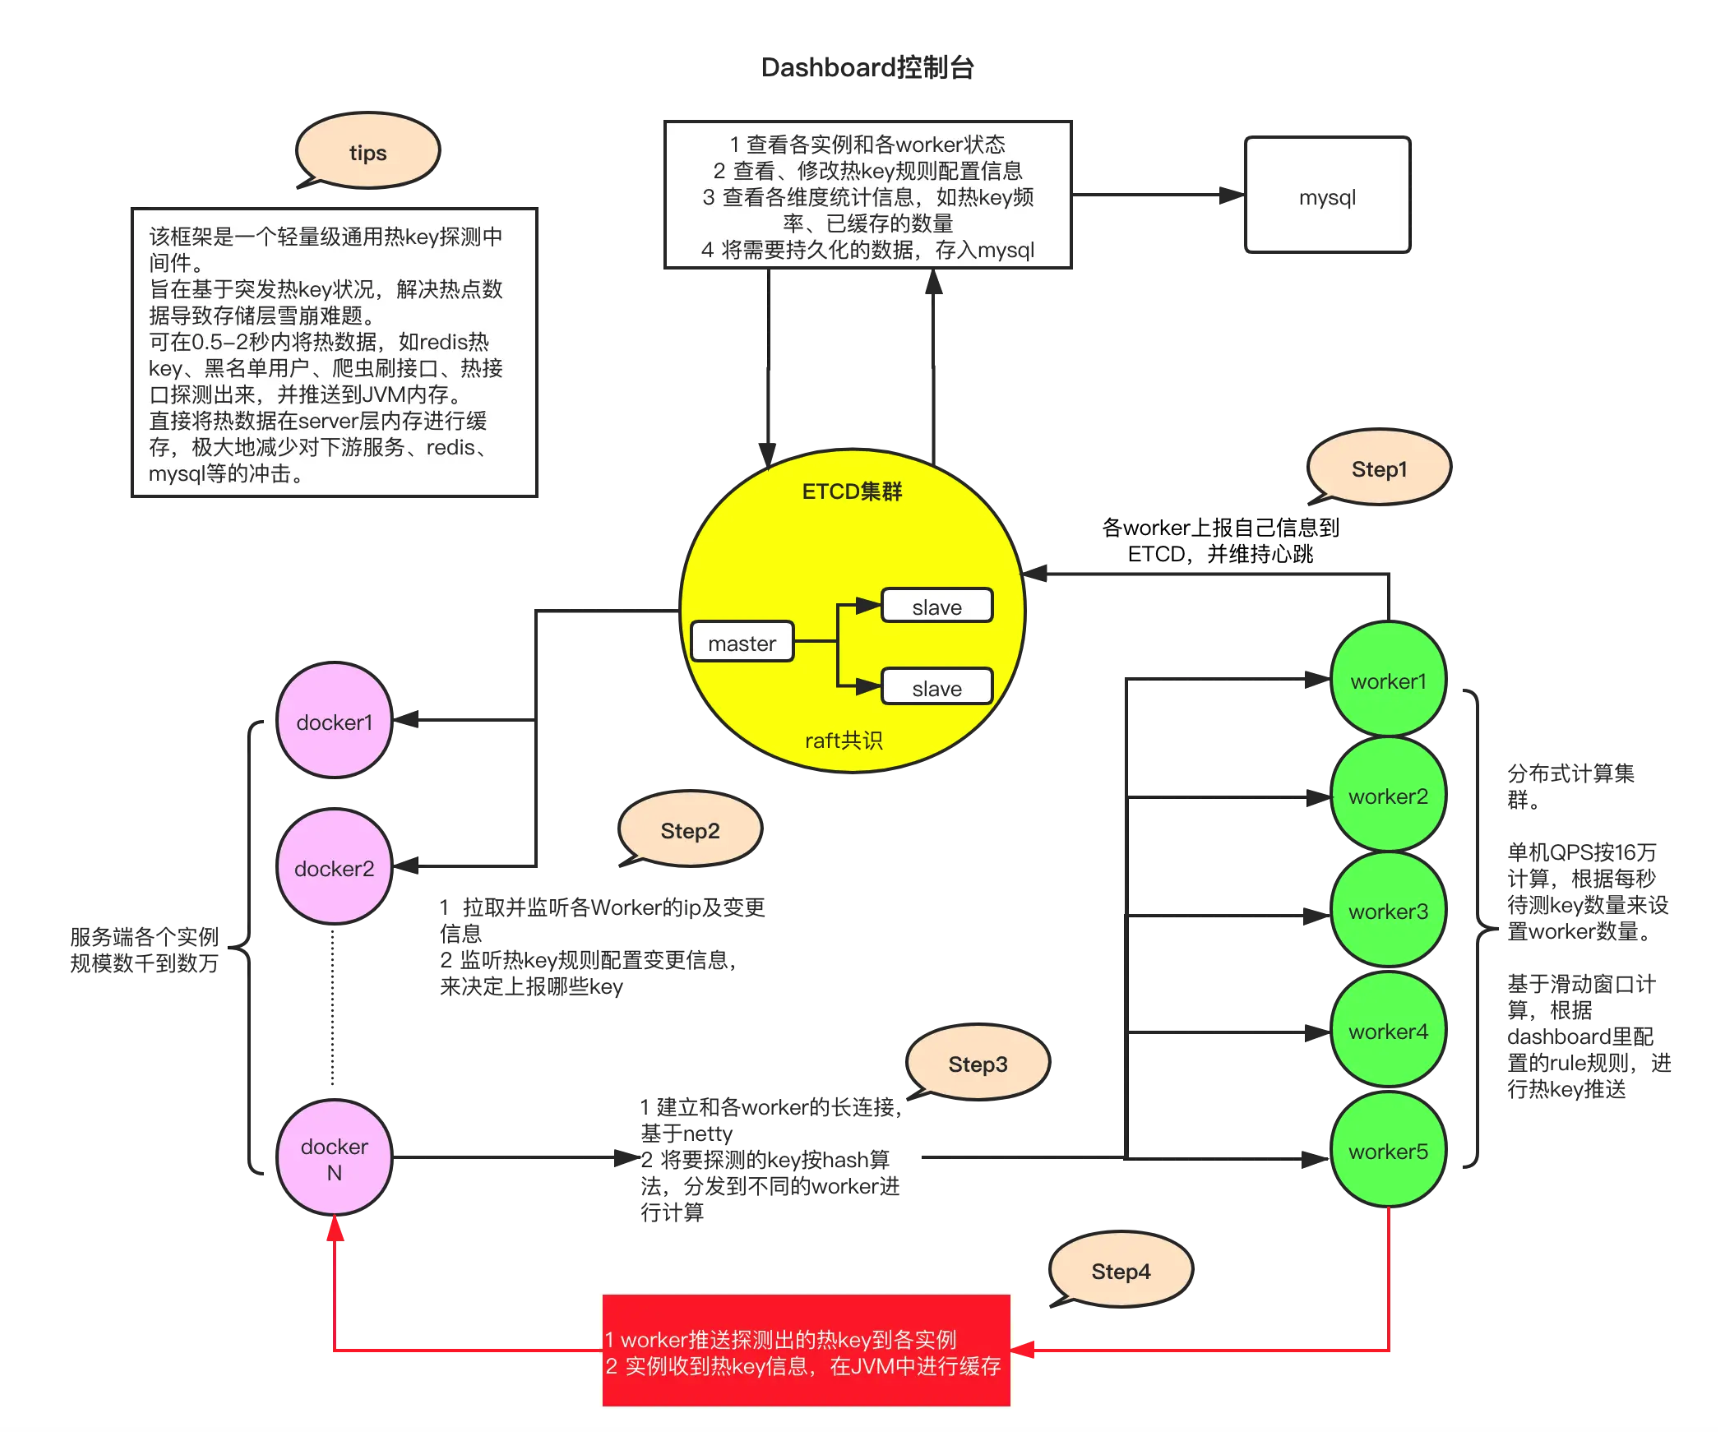 Dashboard控制台
tips
1 查看各实例和各worker状态
2 查看、修改热key规则配置信息
3 查看各维度统计信息，如热key频
率、已缓存的数量
4 将需要持久化的数据，存入mysql
mysql
该框架是一个轻量级通用热key探测中
间件。
旨在基于突发热key状况，解决热点数
据导致存储层雪崩难题。
可在0.5-2秒内将热数据，如redis热
key、黑名单用户、爬虫刷接口、热接
口探测出来，并推送到JVM内存。
直接将热数据在server层内存进行缓
存，极大地减少对下游服务、redis、
mysql等的冲击。
ETCD集群
master
slave
slave
raft共识
Step1
各worker上报自己信息到
ETCD，并维持心跳
docker1
docker2
docker
N
服务端各个实例
规模数千到数万
Step2
1 拉取并监听各Worker的ip及变更
信息
2 监听热key规则配置变更信息，
来决定上报哪些key
Step3
1 建立和各worker的长连接，
基于netty
2 将要探测的key按hash算
法，分发到不同的worker进
行计算
worker1
worker2
worker3
worker4
worker5
分布式计算集
群。
单机QPS按16万
计算，根据每秒
待测key数量来设
置worker数量。
基于滑动窗口计
算，根据
dashboard里配
置的rule规则，进
行热key推送
Step4
1 worker推送探测出的热key到各实例
2 实例收到热key信息，在JVM中进行缓存